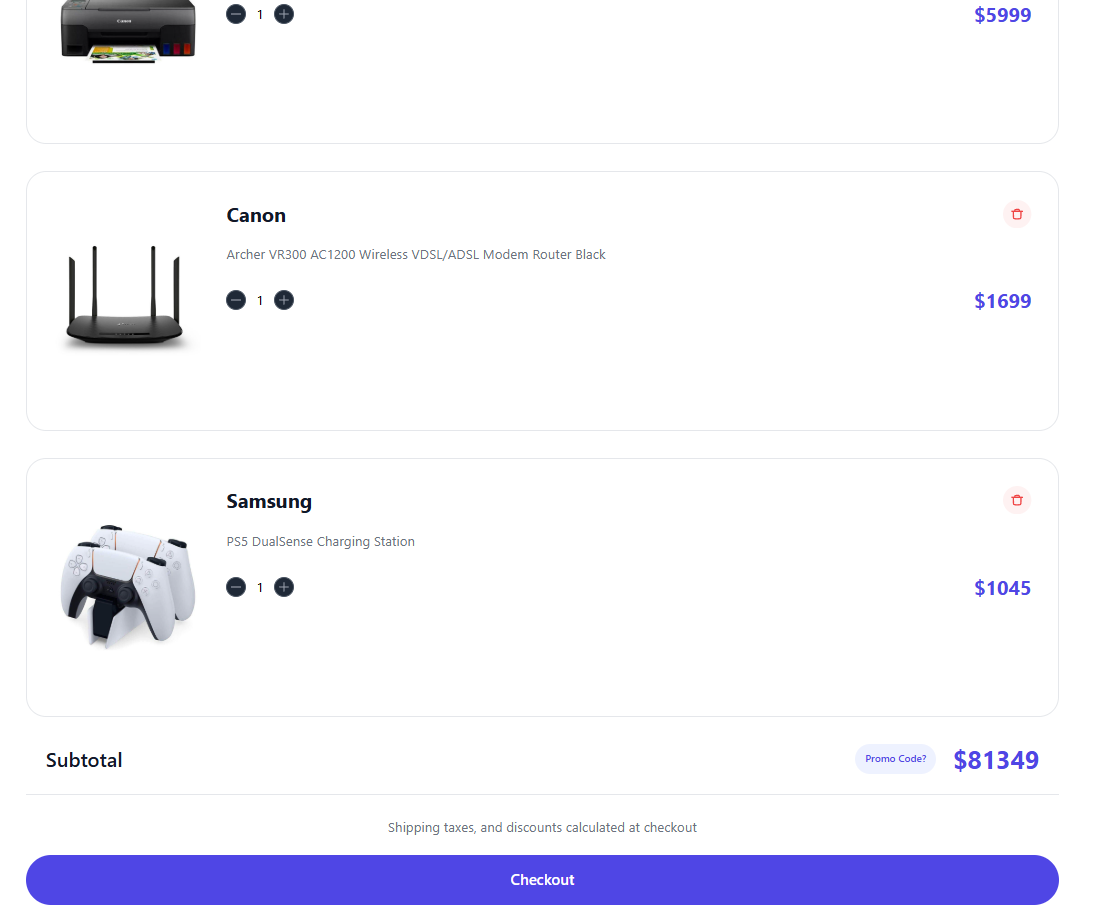 Canon
1
$5999
Canon
Archer VR300 AC1200 Wireless VDSL/ADSL Modem Router Black
1
$1699
Samsung
PS5 DualSense Charging Station
1
$1045
Subtotal
Promo Code?
$81349
Shipping taxes, and discounts calculated at checkout
Checkout